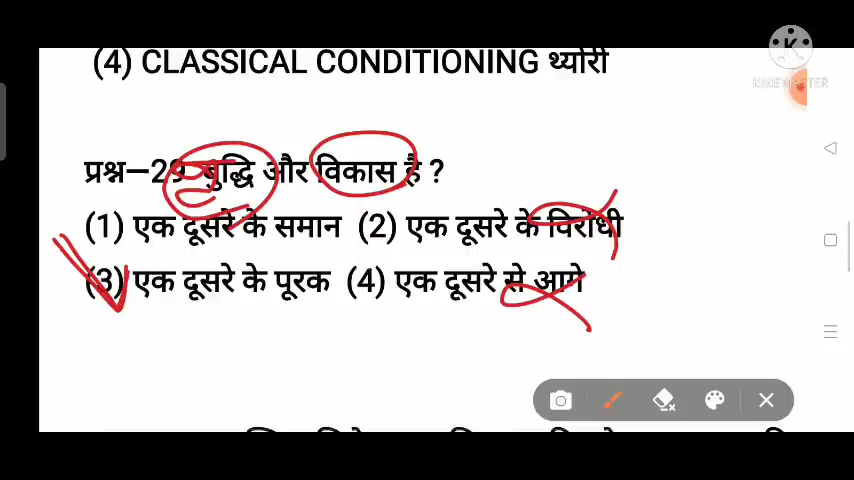 (4) CLASSICAL CONDITIONING थ्योरी
KINEMASTER
प्रश्न—29 बुद्धि और विकास है ?
(1) एक दूसरे के समान (2) एक दूसरे के विरोधी
(3) एक दूसरे के पूरक (4) एक दूसरे से आगे